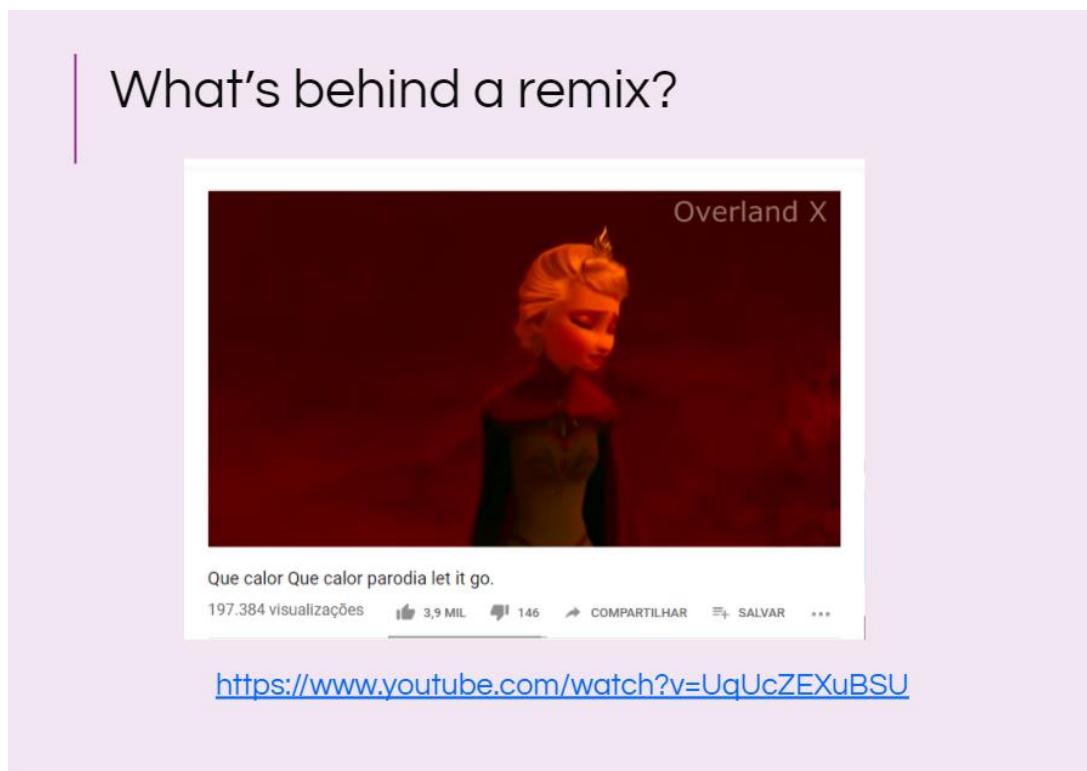 What's behind a remix?
Overland X
Que calor Que calor parodia let it go.
197.384 visualizações 3,9 MIL 146 COMPARTILHAR SALVAR
https://www.youtube.com/watch?v=UqUcZEXuBSU